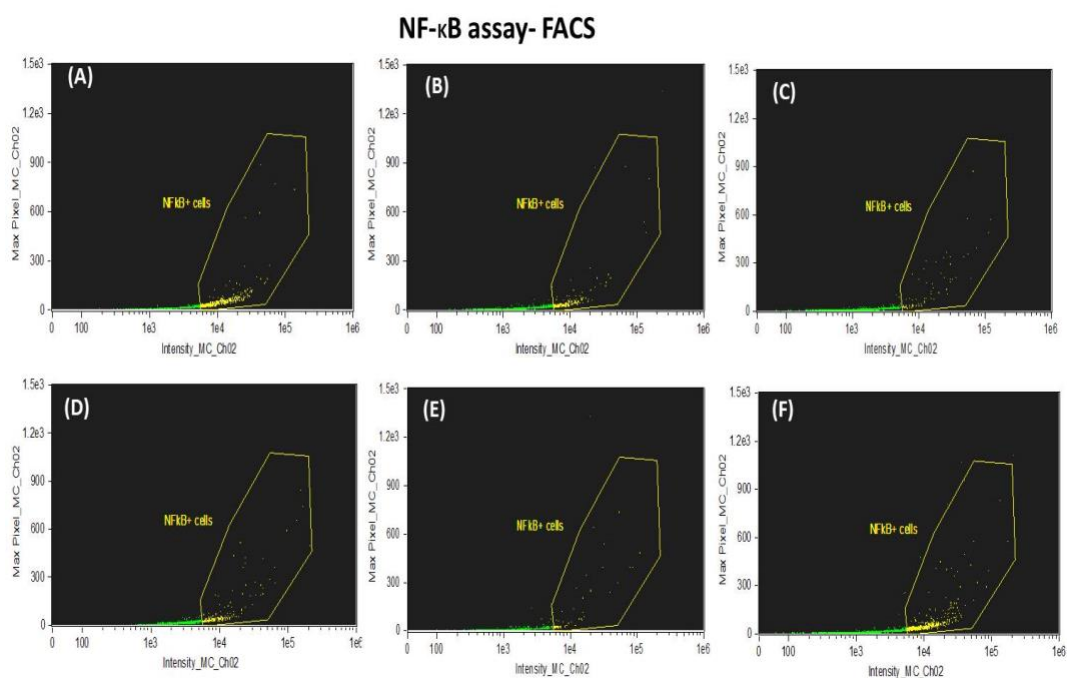 NF-κB assay- FACS
(A)
Max Pixel_MC_Ch02
1.5e3
1.2e3
900
600
300
0
NFkB+ cells
0 100 1e3 1e4 1e5 1e6
Intensity_MC_Ch02
(B)
Max Pixel_MC_Ch02
1.5e3
1.2e3
900
600
300
0
NFkB+ cells
0 100 1e3 1e4 1e5 1e6
Intensity_MC_Ch02
(C)
Max Pixel_MC_Ch02
1.5e3
1.2e3
900
600
300
0
NFkB+ cells
0 100 1e3 1e4 1e5 1e6
Intensity_MC_Ch02
(D)
Max Pixel_MC_Ch02
1.5e3
1.2e3
900
600
300
0
NFkB+ cells
0 100 1e3 1e4 1e5 1e6
Intensity_MC_Ch02
(E)
Max Pixel_MC_Ch02
1.5e3
1.2e3
900
600
300
0
NFkB+ cells
0 100 1e3 1e4 1e5 1e6
Intensity_MC_Ch02
(F)
Max Pixel_MC_Ch02
1.5e3
1.2e3
900
600
300
0
NFkB+ cells
0 100 1e3 1e4 1e5 1e6
Intensity_MC_Ch02